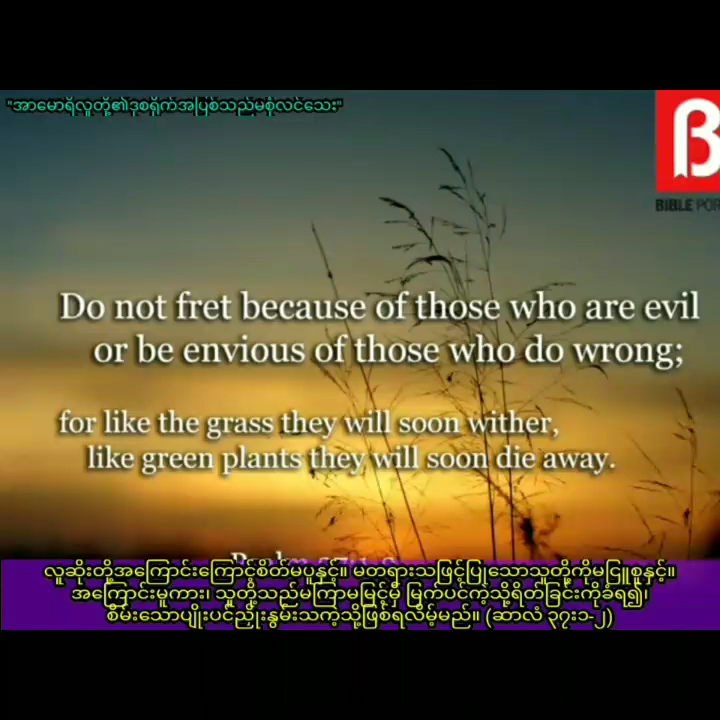 "အာမောရိလူတို့၏ဒုစရိုက်အပြစ်သည်မစုံလင်သေး"
BIBLE POR
Do not fret because of those who are evil
or be envious of those who do wrong;
for like the grass they will soon wither,
like green plants they will soon die away.
လူဆိုးတို့အကြောင်းကြောင့်စိတ်မပူနှင့်။ မတရားသဖြင့်ပြုသောသူတို့ကိုမငြူစူနှင့်။
အကြောင်းမူကား၊ သူတို့သည်မကြာမမြင့်မှီ မြက်ပင်ကဲ့သို့ရိတ်ခြင်းကိုခံရ၍၊
စိမ်းသောပျိုးပင်ညှိုးနွမ်းသကဲ့သို့ဖြစ်ရလိမ့်မည်။ (ဆာလံ ၃၇း၁-၂)